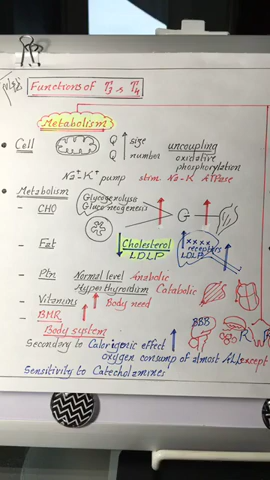 Functions of T3 & T4
Metabolism
• Cell Q size uncoupling
Q number oxidative
phosphorylation
Na+-K+ pump stim Na-K ATPase
• Metabolism
Glycogenolysis
- CHO Gluconeogenesis G
- Fat Cholesterol xxxx receptors
LDLP LDLP
- Ptn Normal level Anabolic
Hyperthyroidism Catabolic
- Vitamins Body need
- BMR
Body system BBB
Secondary to Calorigenic effect R
oxygen consump of almost ALL except
Sensitivity to Catecholamines